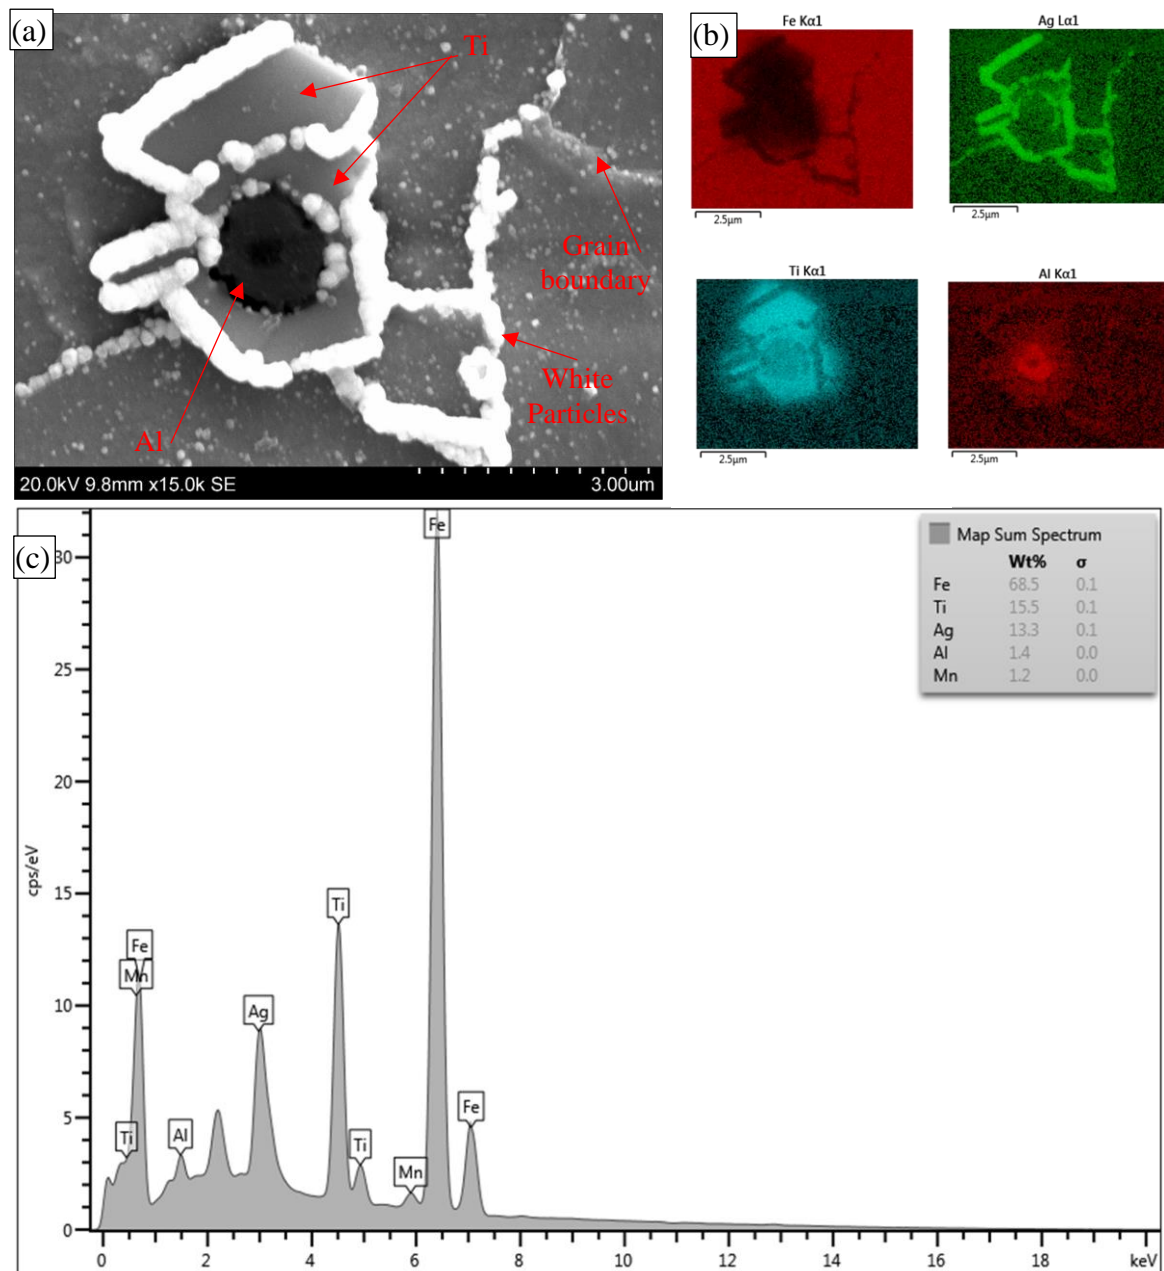 (a)
Ti
Grain
boundary
White
Particles
Al
20.0kV 9.8mm x15.0k SE
3.00um
(b)
Fe Kα1
Ag Lα1
2.5µm
2.5µm
Ti Kα1
Al Kα1
2.5µm
2.5µm
(c)
Map Sum Spectrum
Wt% σ
Fe 68.5 0.1
Ti 15.5 0.1
Ag 13.3 0.1
Al 1.4 0.0
Mn 1.2 0.0
cps/eV
30
25
20
15
10
5
0
Fe
Mn
Ti
Al
Ag
Ti
Ti
Mn
Fe
Fe
0 2 4 6 8 10 12 14 16 18 keV